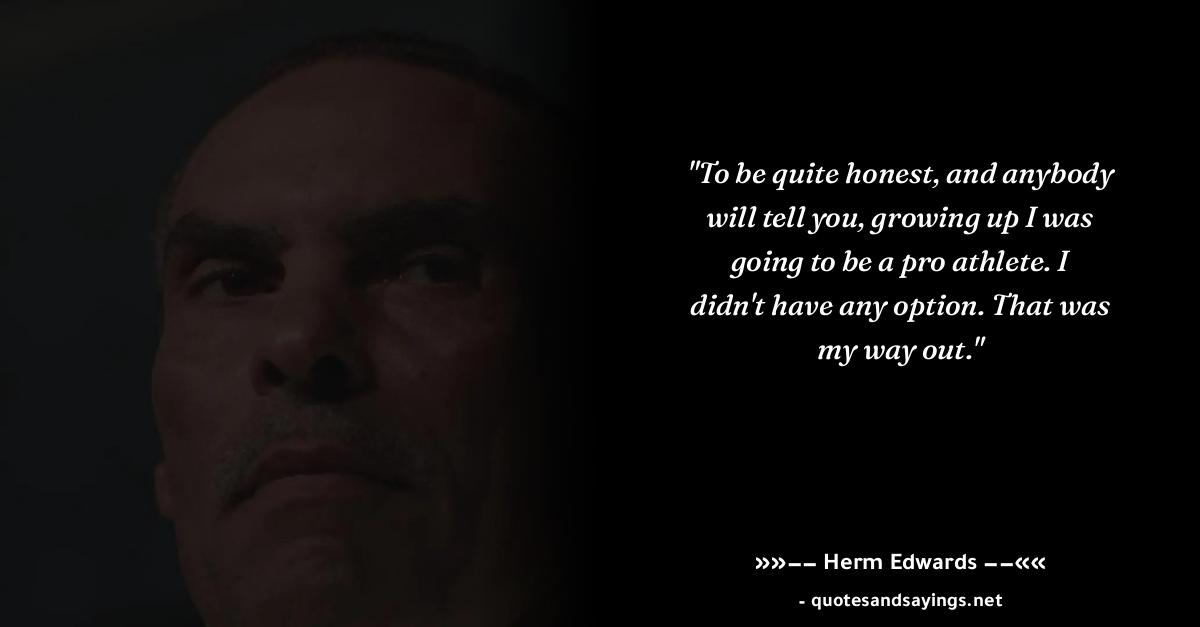 "To be quite honest, and anybody
will tell you, growing up I was
going to be a pro athlete. I
didn't have any option. That was
my way out."
»»–– Herm Edwards ––««
- quotesandsayings.net